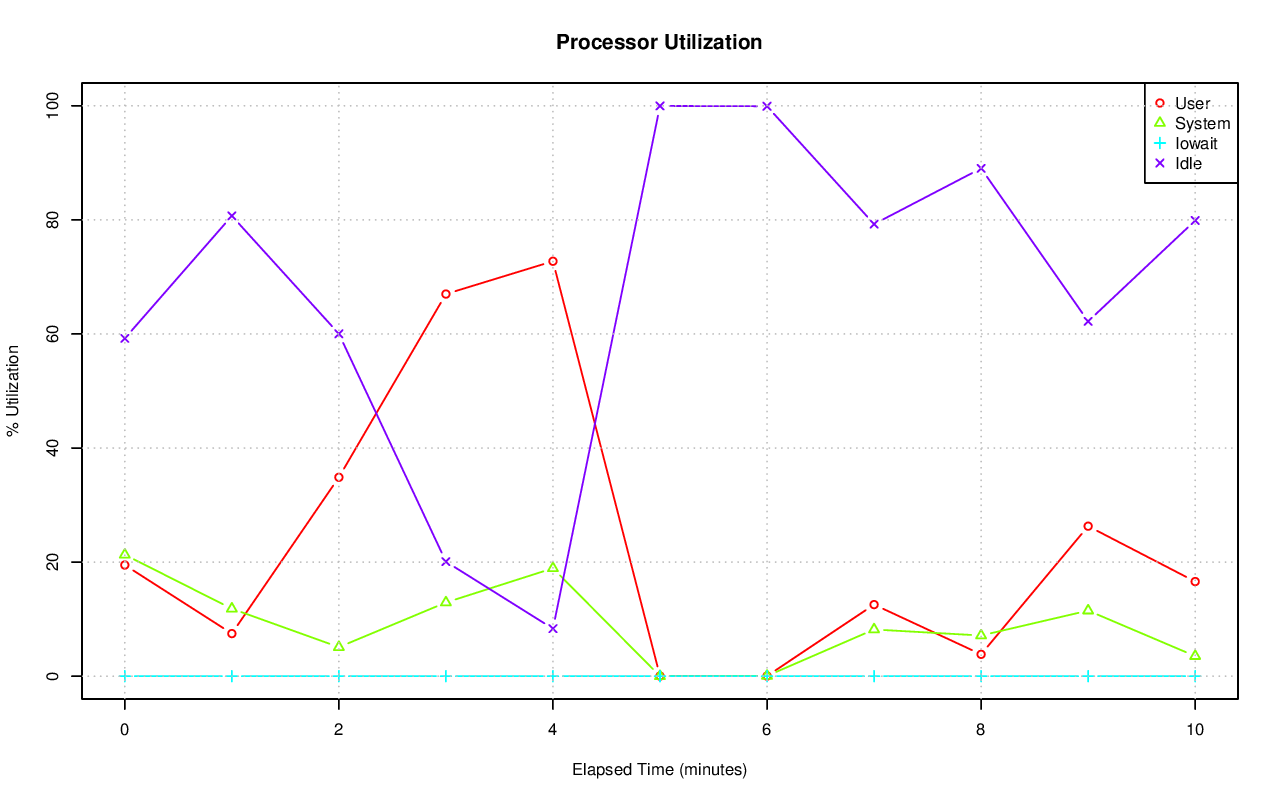 Processor Utilization
% Utilization
100
80
60
40
20
0
User
System
Iowait
Idle
0 2 4 6 8 10
Elapsed Time (minutes)